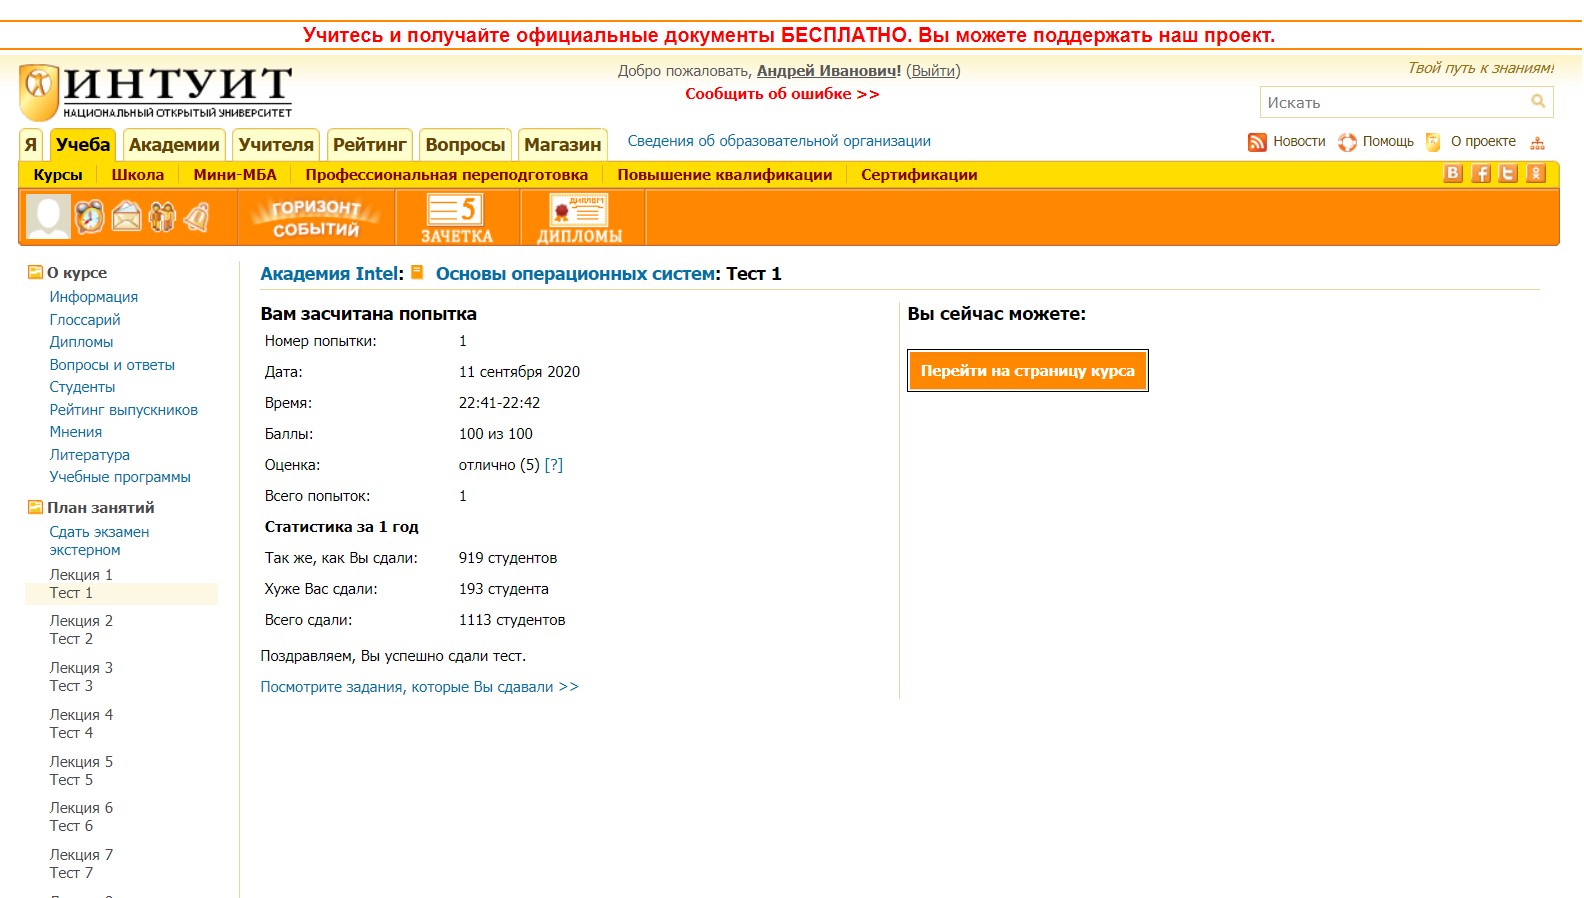 Учитесь и получайте официальные документы БЕСПЛАТНО. Вы можете поддержать наш проект.
ИНТУИТ
НАЦИОНАЛЬНЫЙ ОТКРЫТЫЙ УНИВЕРСИТЕТ
Добро пожаловать, Андрей Иванович! (Выйти)
Сообщить об ошибке >>
Твой путь к знаниям!
Искать
Я Учеба Академии Учителя Рейтинг Вопросы Магазин Сведения об образовательной организации Новости Помощь О проекте
Курсы Школа Мини-МБА Профессиональная переподготовка Повышение квалификации Сертификации
ГОРИЗОНТ СОБЫТИЙ
5
ЗАЧЕТКА
ДИПЛОМ
ДИПЛОМЫ
О курсе
Информация
Глоссарий
Дипломы
Вопросы и ответы
Студенты
Рейтинг выпускников
Мнения
Литература
Учебные программы
План занятий
Сдать экзамен
экстерном
Лекция 1
Тест 1
Лекция 2
Тест 2
Лекция 3
Тест 3
Лекция 4
Тест 4
Лекция 5
Тест 5
Лекция 6
Тест 6
Лекция 7
Тест 7
Академия Intel: Основы операционных систем: Тест 1
Вам засчитана попытка
Номер попытки: 1
Дата: 11 сентября 2020
Время: 22:41-22:42
Баллы: 100 из 100
Оценка: отлично (5) [?]
Всего попыток: 1
Статистика за 1 год
Так же, как Вы сдали: 919 студентов
Хуже Вас сдали: 193 студента
Всего сдали: 1113 студентов
Поздравляем, Вы успешно сдали тест.
Посмотрите задания, которые Вы сдавали >>
Вы сейчас можете:
Перейти на страницу курса